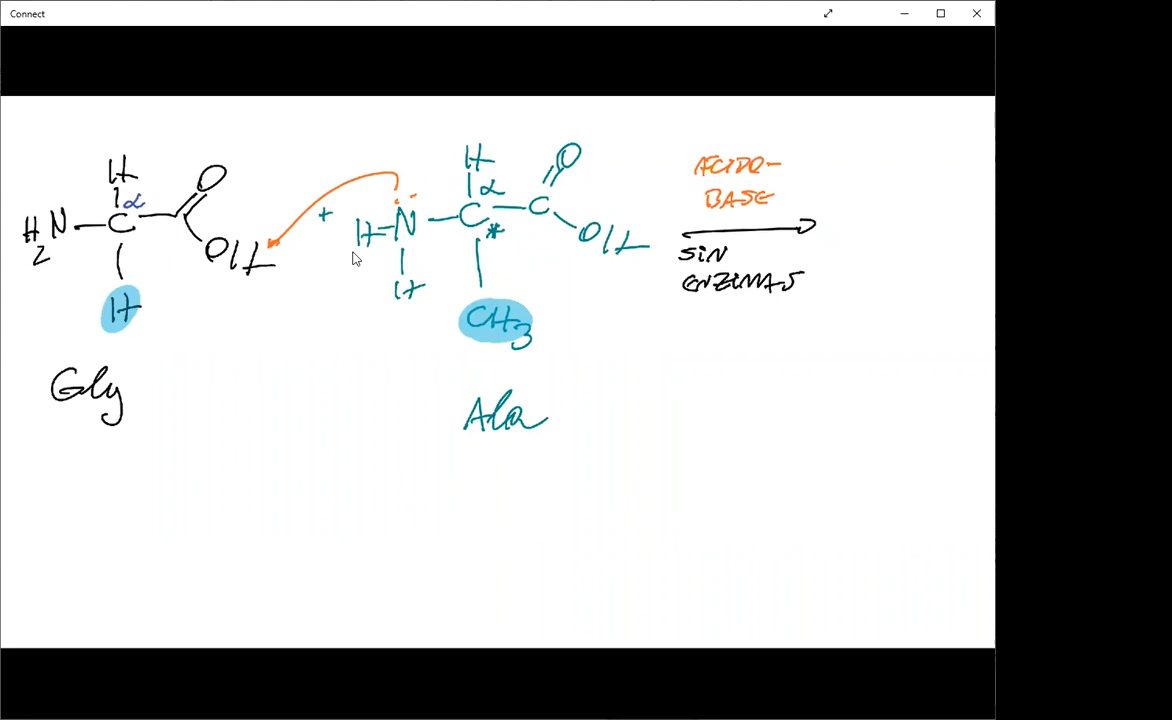 Connect
H
O
H
O
ACIDO-
α
α
BASE
H₂N-C
OH
+
H-N-C*-C
OH
SIN
H
H
CH₃
ENZIMAS
Gly
Ala